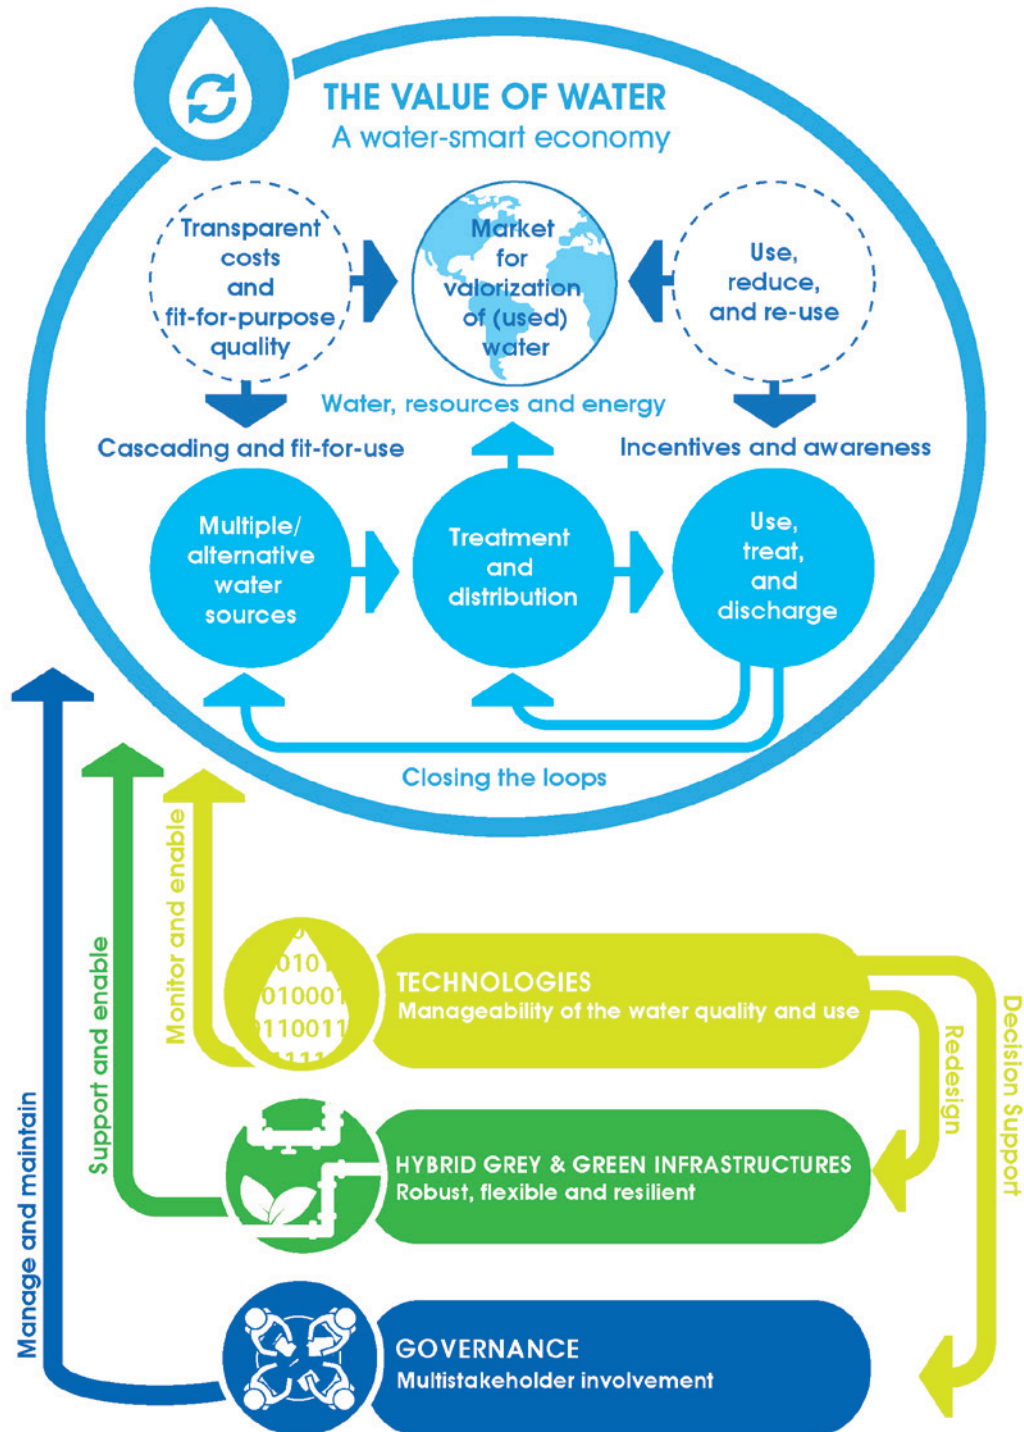 THE VALUE OF WATER
A water-smart economy
Transparent
costs
and
fit-for-purpose
quality
Market
for
valorization
of (used)
water
Use,
reduce,
and re-use
Water, resources and energy
Cascading and fit-for-use
Incentives and awareness
Multiple/
alternative
water
sources
Treatment
and
distribution
Use,
treat,
and
discharge
Closing the loops
Monitor and enable
Support and enable
Manage and maintain
0101
010001
0110011
1111
TECHNOLOGIES
Manageability of the water quality and use
Redesign
Decision Support
HYBRID GREY & GREEN INFRASTRUCTURES
Robust, flexible and resilient
GOVERNANCE
Multistakeholder involvement